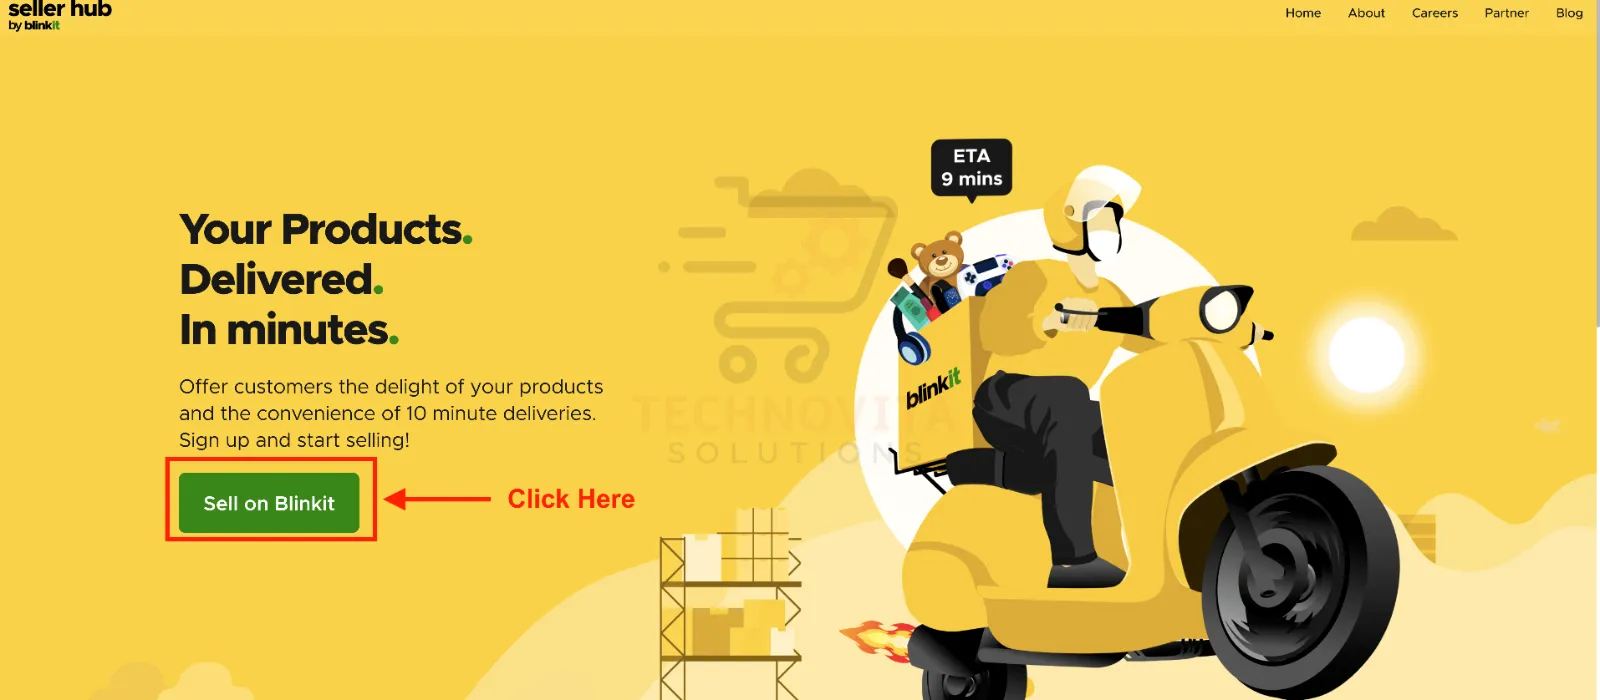 seller hub
by blinkit
Home About Careers Partner Blog
ETA
9 mins
Your Products.
Delivered.
In minutes.
Offer customers the delight of your products
and the convenience of 10 minute deliveries.
Sign up and start selling!
Sell on Blinkit
Click Here
blinkit
TECHNOVITA
SOLUTIONS